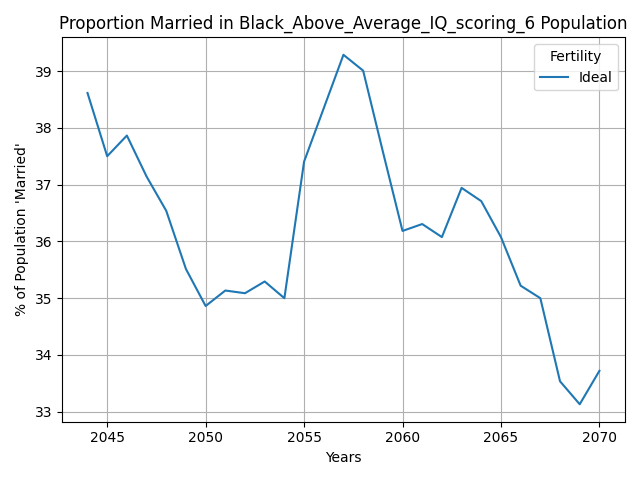 Proportion Married in Black_Above_Average_IQ_scoring_6 Population
Fertility
Ideal
% of Population 'Married'
39
38
37
36
35
34
33
2045 2050 2055 2060 2065 2070
Years